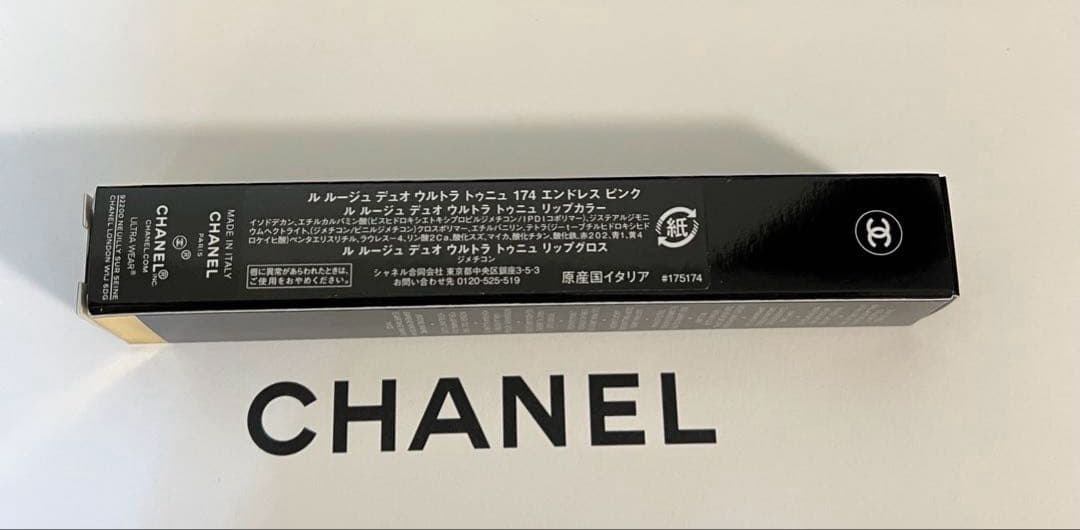 ル ルージュ デュオ ウルトラ トゥニュ 174 エンドレス ピンク
ル ルージュ デュオ ウルトラ トゥニュ リップカラー
イソドデカン、エチルカルバミン酸(ビスヒドロキシエトキシプロピルジメチコン/IPDI)コポリマー)、ジステアルジモニ
ウムヘクトライト、(ジメチコン/ビニルジメチコン)クロスポリマー、エチルバニリン、テトラ(ジ-t-ブチルヒドロキシヒド
ロケイヒ酸)ペンタエリスリチル、ラウレス-4、リン酸2Ca、酸化スズ、マイカ、酸化チタン、酸化鉄、赤202、青1、黄4
ル ルージュ デュオ ウルトラ トゥニュ リップグロス
ジメチコン
唇に異常があらわれたときは、
ご使用をおやめください。
シャネル合同会社 東京都中央区銀座3-5-3
お問い合わせ先 0120-525-519
原産国イタリア
#175174
紙
MADE IN ITALY
CHANEL®
PARIS
CHANEL INC
CHANEL.COM
ULTRA WEAR®
92200 NEUILLY SUR SEINE
CHANEL LONDON W1J 6DG
CHANEL